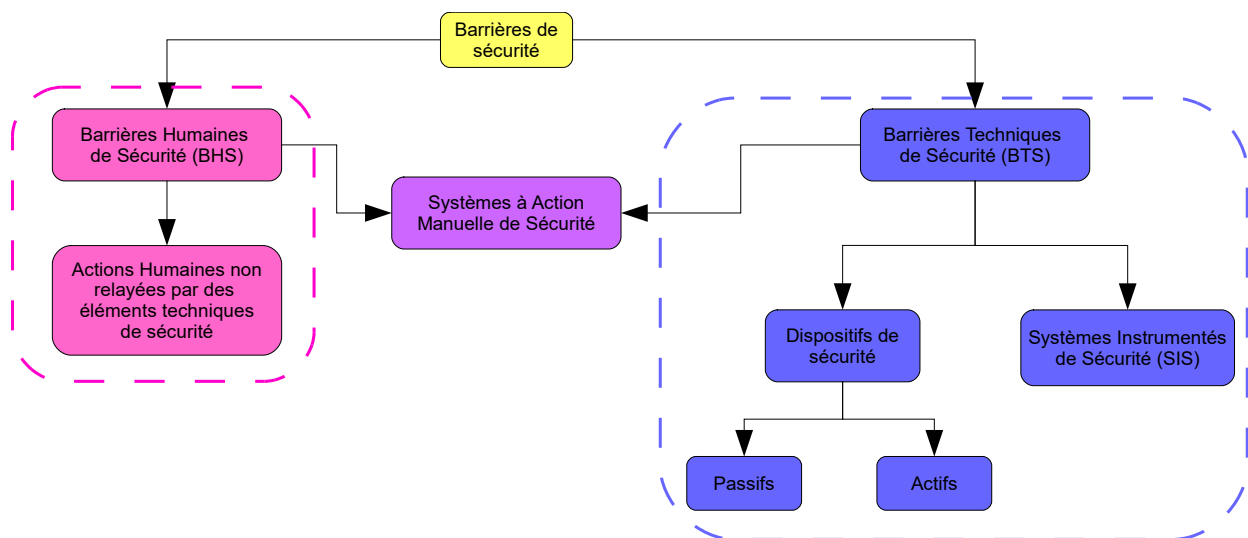 Barrières de
sécurité
Barrières Humaines
de Sécurité (BHS)
Barrières Techniques
de Sécurité (BTS)
Systèmes à Action
Manuelle de Sécurité
Actions Humaines non
relayées par des
éléments techniques
de sécurité
Dispositifs de
sécurité
Systèmes Instrumentés
de Sécurité (SIS)
Passifs
Actifs